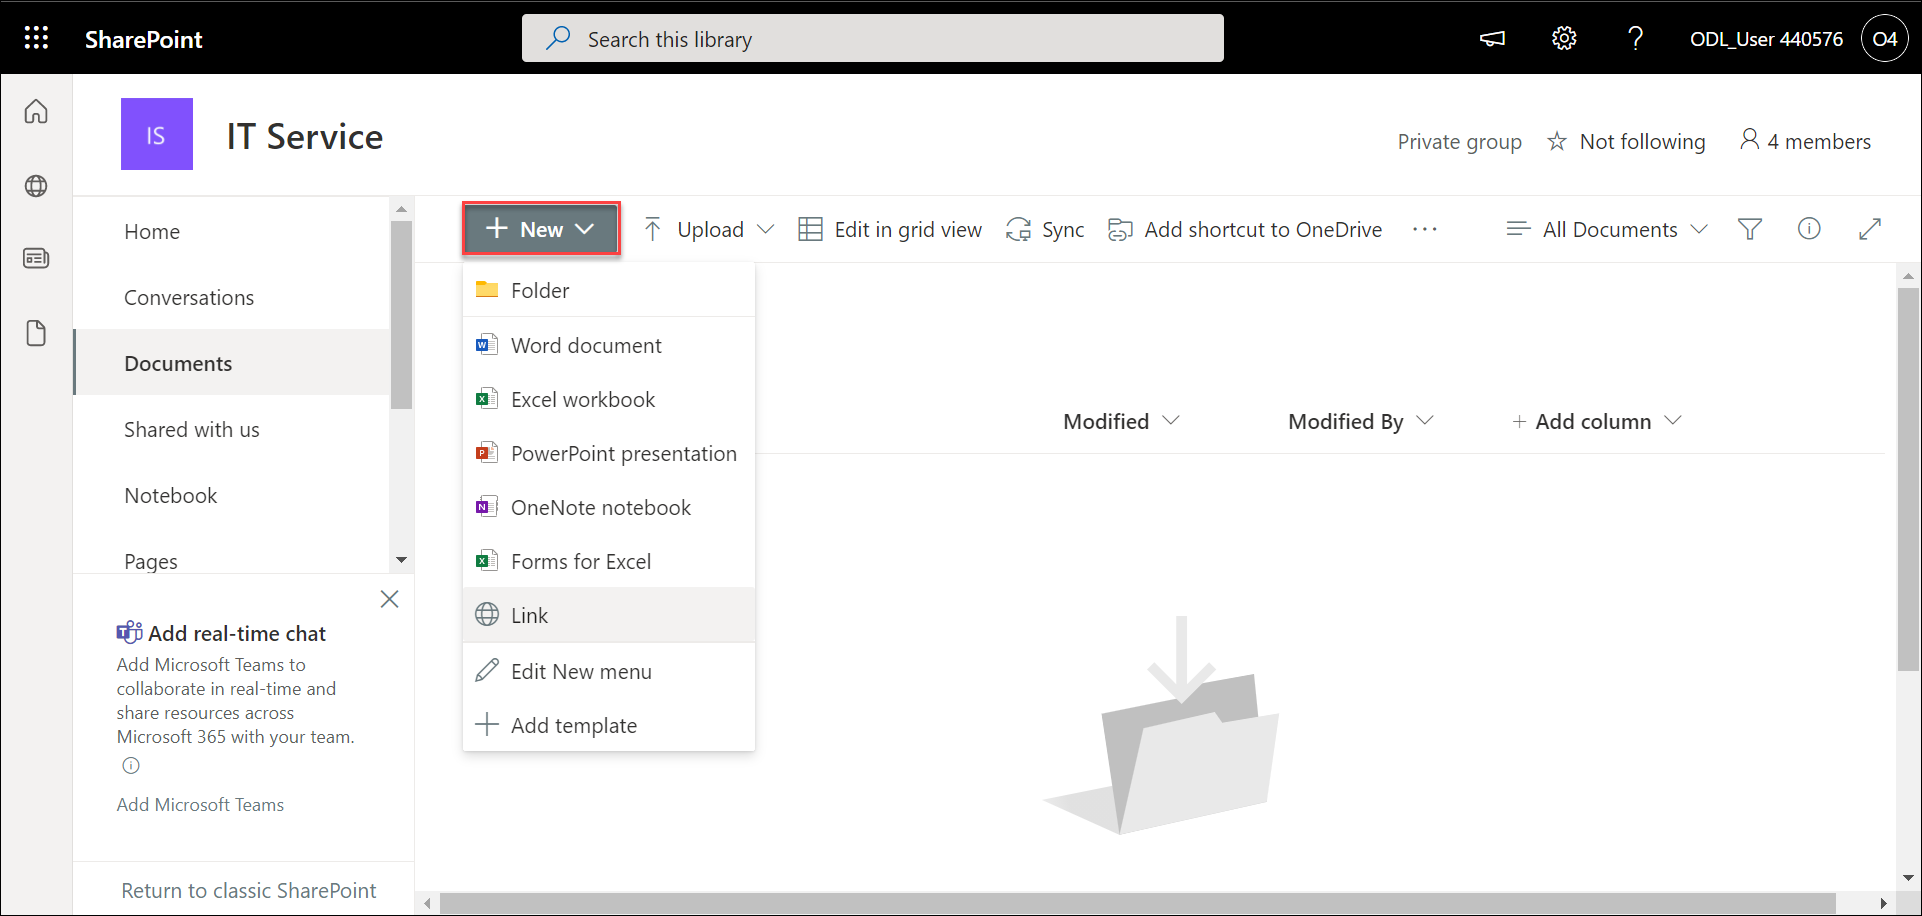 SharePoint
Search this library
ODL_User 440576
O4
IS
IT Service
Private group
Not following
4 members
Home
Conversations
Documents
Shared with us
Notebook
Pages
Add real-time chat
Add Microsoft Teams to
collaborate in real-time and
share resources across
Microsoft 365 with your team.
Add Microsoft Teams
Return to classic SharePoint
New
Upload
Edit in grid view
Sync
Add shortcut to OneDrive
All Documents
Folder
Word document
Excel workbook
PowerPoint presentation
OneNote notebook
Forms for Excel
Link
Edit New menu
Add template
Modified
Modified By
+ Add column